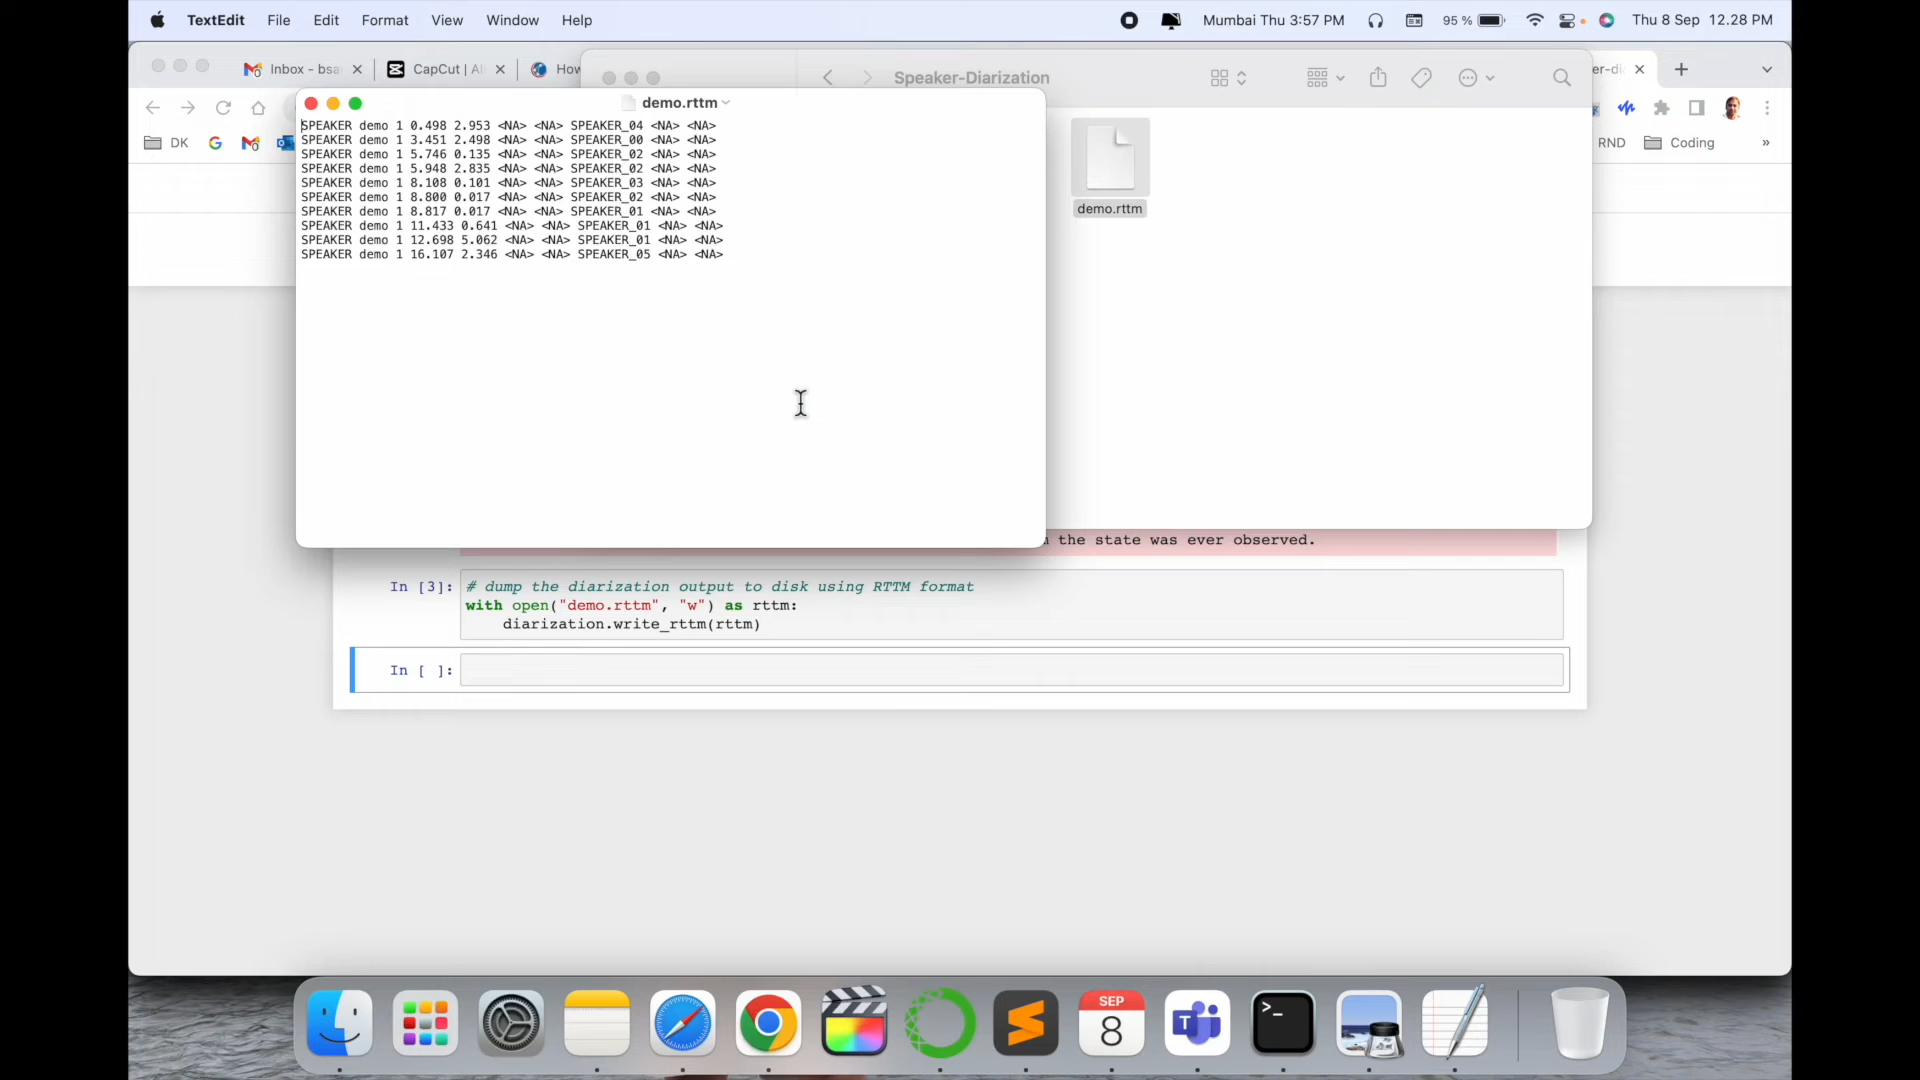 TextEdit File Edit Format View Window Help Mumbai Thu 3:57 PM 95 % Thu 8 Sep 12.28 PM
Inbox - bsa CapCut | AI Hov Speaker-Diarization er-di
demo.rttm
DK RND Coding »
SPEAKER demo 1 0.498 2.953 <NA> <NA> SPEAKER_04 <NA> <NA>
SPEAKER demo 1 3.451 2.498 <NA> <NA> SPEAKER_00 <NA> <NA>
SPEAKER demo 1 5.746 0.135 <NA> <NA> SPEAKER_02 <NA> <NA>
SPEAKER demo 1 5.948 2.835 <NA> <NA> SPEAKER_02 <NA> <NA>
SPEAKER demo 1 8.108 0.101 <NA> <NA> SPEAKER_03 <NA> <NA>
SPEAKER demo 1 8.800 0.017 <NA> <NA> SPEAKER_02 <NA> <NA>
SPEAKER demo 1 8.817 0.017 <NA> <NA> SPEAKER_01 <NA> <NA>
SPEAKER demo 1 11.433 0.641 <NA> <NA> SPEAKER_01 <NA> <NA>
SPEAKER demo 1 12.698 5.062 <NA> <NA> SPEAKER_01 <NA> <NA>
SPEAKER demo 1 16.107 2.346 <NA> <NA> SPEAKER_05 <NA> <NA>
demo.rttm
the state was ever observed.
In [3]: # dump the diarization output to disk using RTTM format
with open("demo.rttm", "w") as rttm:
diarization.write_rttm(rttm)
In [ ]:
SEP
8
T
>_